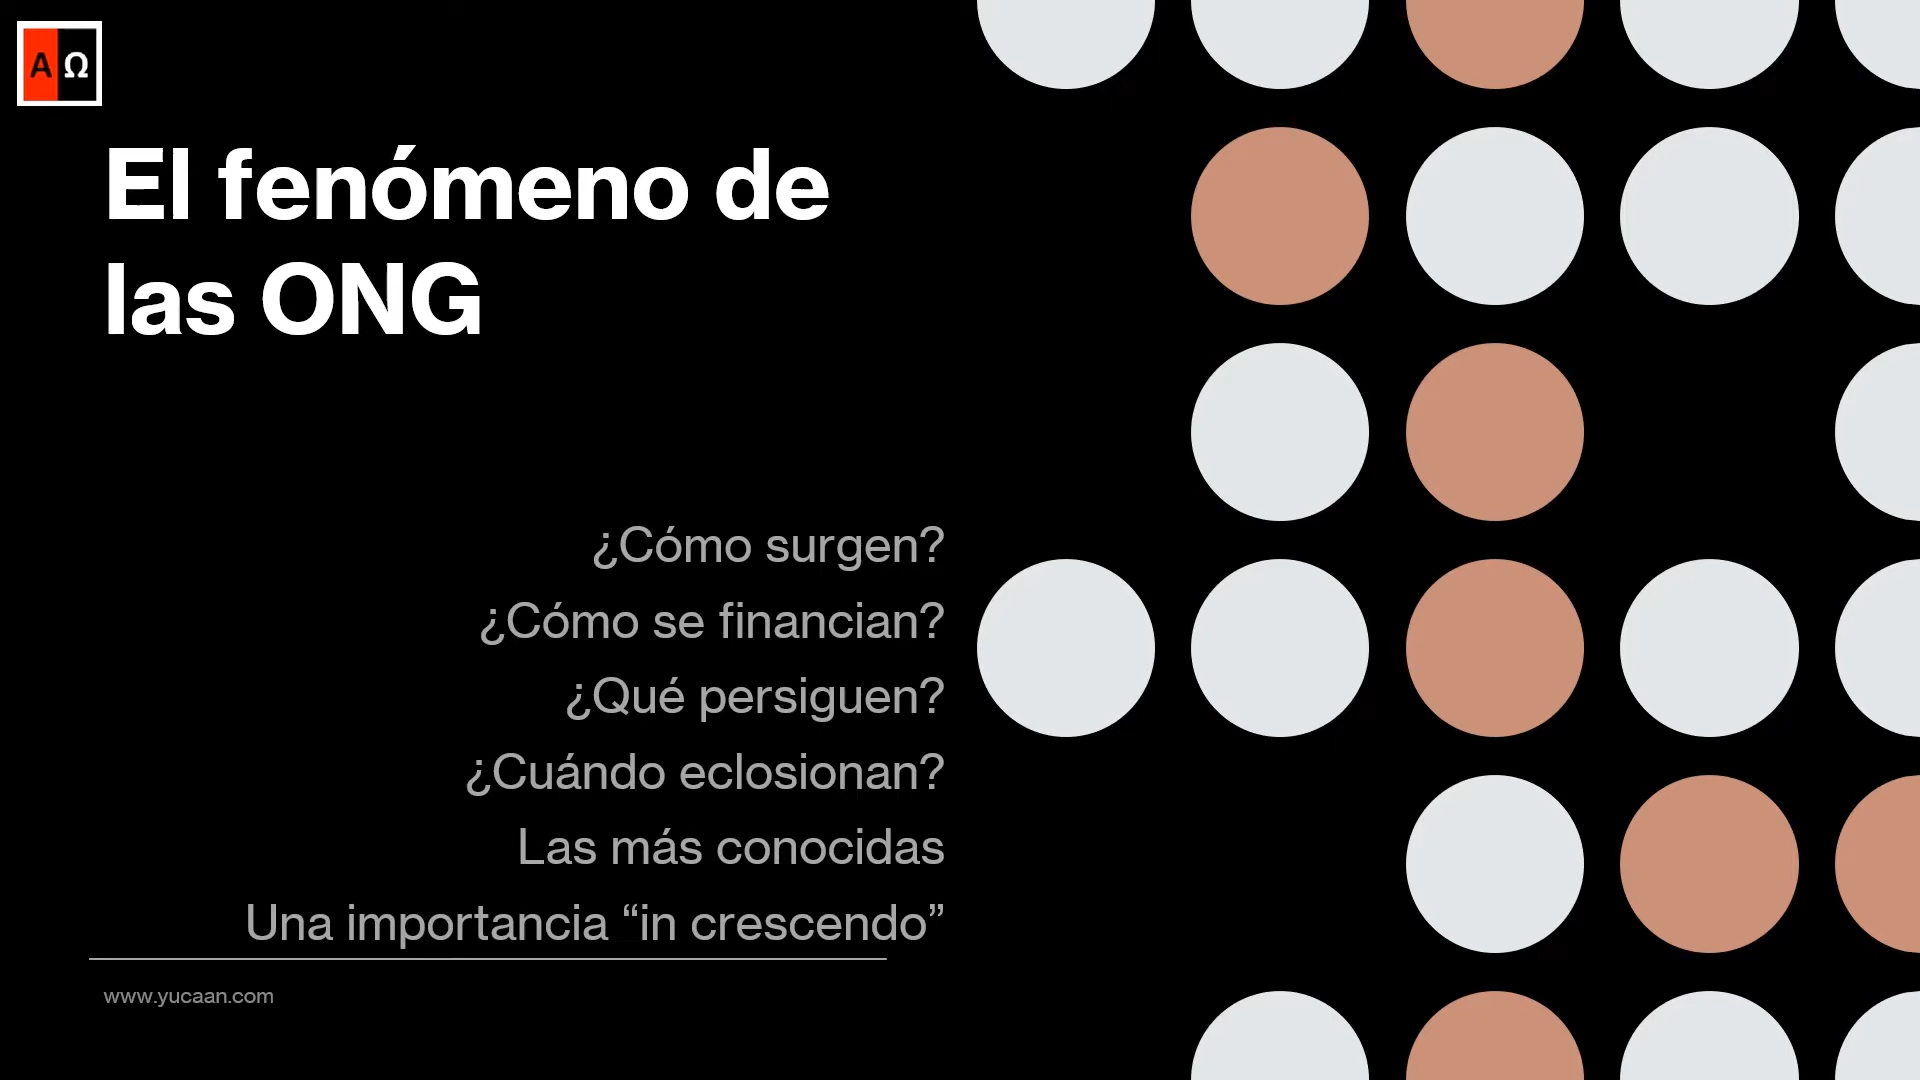 A Ω
El fenómeno de
las ONG
¿Cómo surgen?
¿Cómo se financian?
¿Qué persiguen?
¿Cuándo eclosionan?
Las más conocidas
Una importancia “in crescendo”
www.yucaan.com